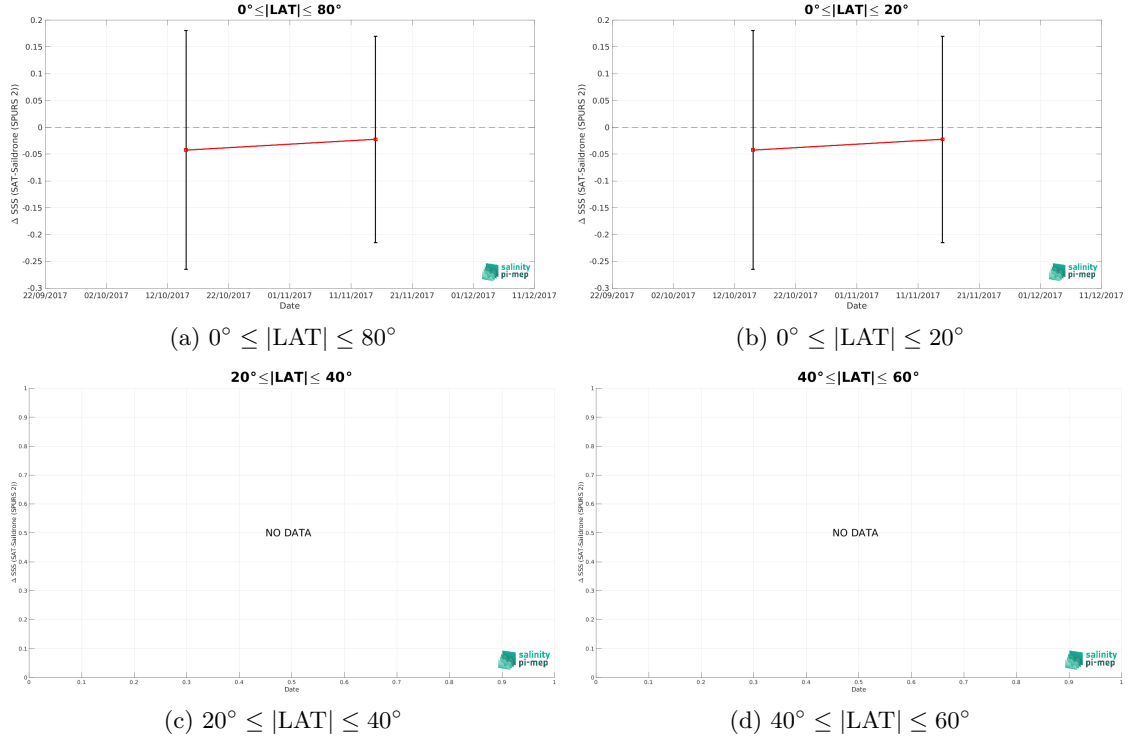 0°≤|LAT|≤ 80°
0.2
0.15
0.1
0.05
0
-0.05
-0.1
-0.15
-0.2
-0.25
-0.3
Δ SSS (SAT-Saildrone (SPURS 2))
22/09/2017 02/10/2017 12/10/2017 22/10/2017 01/11/2017 11/11/2017 21/11/2017 01/12/2017 11/12/2017
Date
salinity
pi-mep
(a) 0° ≤ |LAT| ≤ 80°
0°≤|LAT|≤ 20°
0.2
0.15
0.1
0.05
0
-0.05
-0.1
-0.15
-0.2
-0.25
-0.3
Δ SSS (SAT-Saildrone (SPURS 2))
22/09/2017 02/10/2017 12/10/2017 22/10/2017 01/11/2017 11/11/2017 21/11/2017 01/12/2017 11/12/2017
Date
salinity
pi-mep
(b) 0° ≤ |LAT| ≤ 20°
20°≤|LAT|≤ 40°
1
0.9
0.8
0.7
0.6
0.5
0.4
0.3
0.2
0.1
0
Δ SSS (SAT-Saildrone (SPURS 2))
NO DATA
0 0.1 0.2 0.3 0.4 0.5 0.6 0.7 0.8 0.9 1
Date
salinity
pi-mep
(c) 20° ≤ |LAT| ≤ 40°
40°≤|LAT|≤ 60°
1
0.9
0.8
0.7
0.6
0.5
0.4
0.3
0.2
0.1
0
Δ SSS (SAT-Saildrone (SPURS 2))
NO DATA
0 0.1 0.2 0.3 0.4 0.5 0.6 0.7 0.8 0.9 1
Date
salinity
pi-mep
(d) 40° ≤ |LAT| ≤ 60°